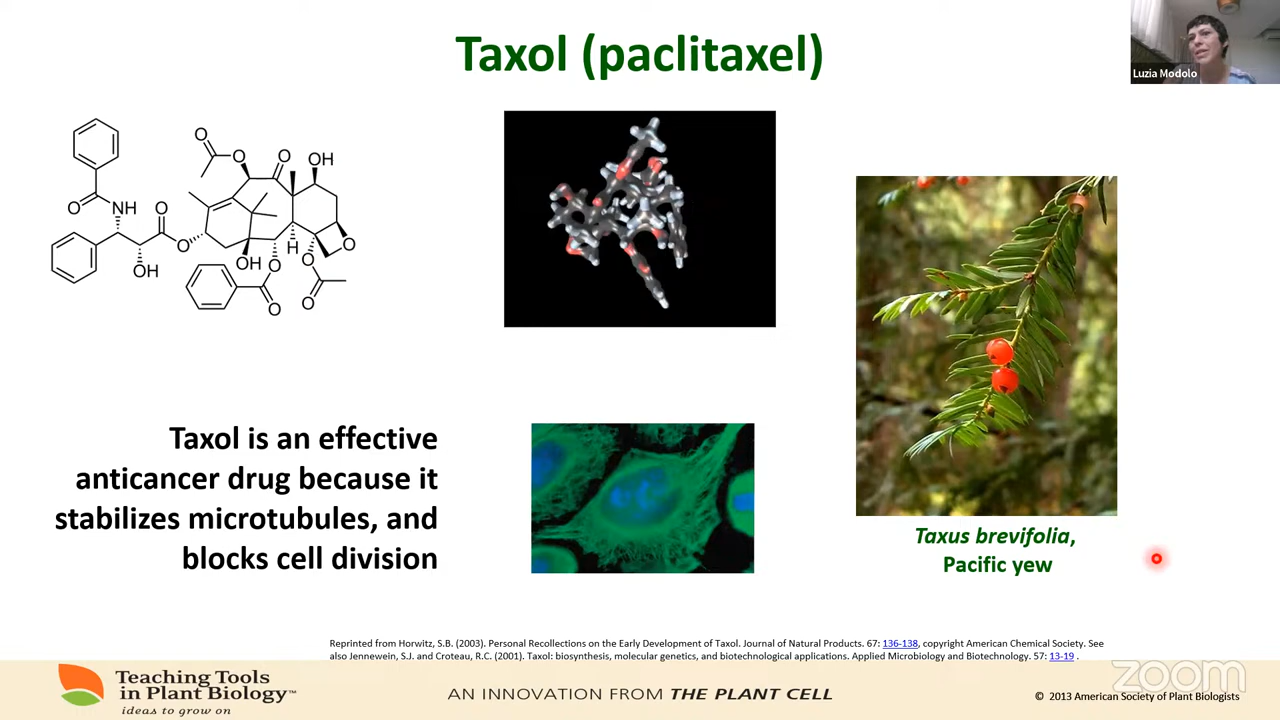 Taxol (paclitaxel)
Luzia Modolo
O
O
O
OH
O
NH
O
O
O
OH
H
OH
O
O
O
O
O
Taxol is an effective
anticancer drug because it
stabilizes microtubules, and
blocks cell division
Taxus brevifolia,
Pacific yew
Reprinted from Horwitz, S.B. (2003). Personal Recollections on the Early Development of Taxol. Journal of Natural Products. 67: 136-138, copyright American Chemical Society. See
also Jennewein, S.J. and Croteau, R.C. (2001). Taxol: biosynthesis, molecular genetics, and biotechnological applications. Applied Microbiology and Biotechnology. 57: 13-19 .
zoom
Teaching Tools
in Plant Biology™
ideas to grow on
AN INNOVATION FROM THE PLANT CELL
© 2013 American Society of Plant Biologists